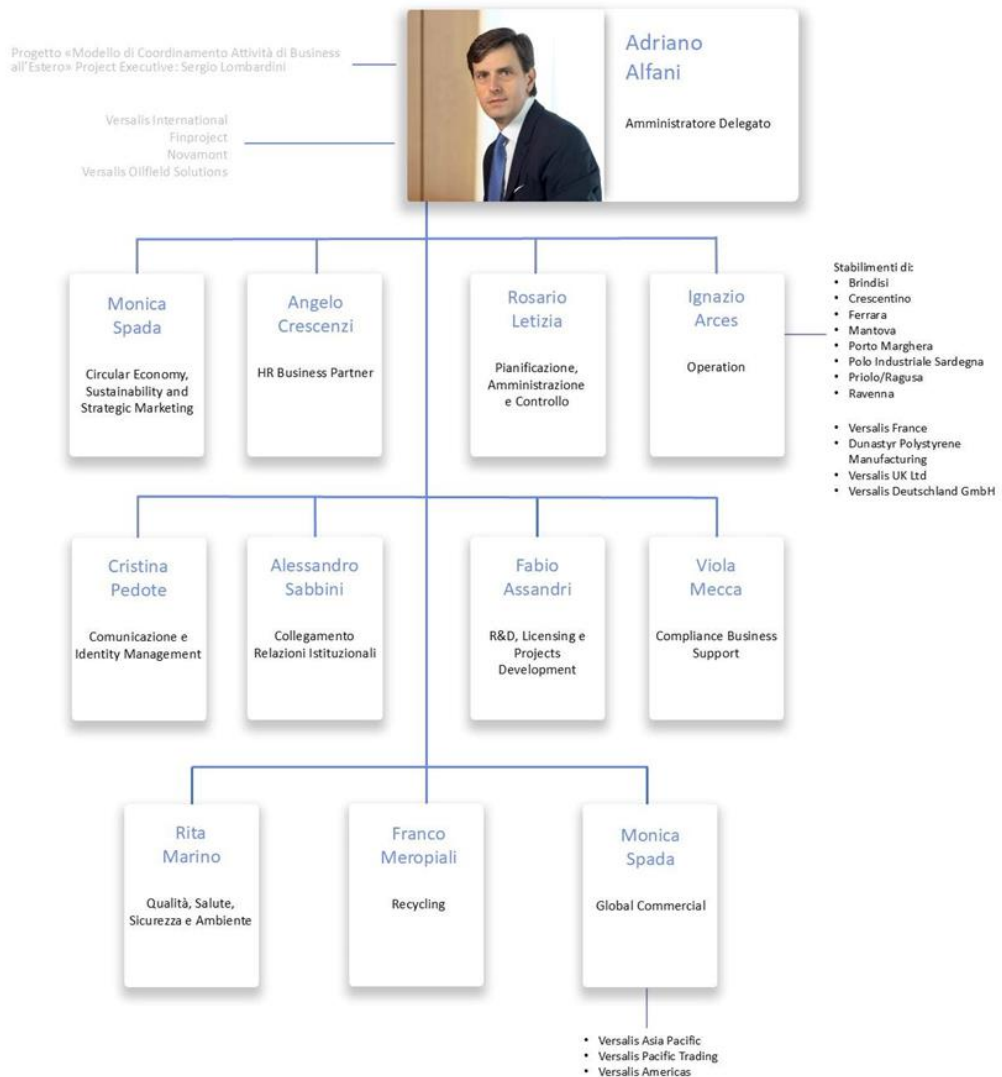 Progetto «Modello di Coordinamento Attività di Business
all'Estero» Project Executive: Sergio Lombardini
Versalis International
Finproject
Novamont
Versalis Oilfield Solutions
Adriano
Alfani
Amministratore Delegato
Monica
Spada
Circular Economy,
Sustainability and
Strategic Marketing
Angelo
Crescenzi
HR Business Partner
Rosario
Letizia
Pianificazione,
Amministrazione
e Controllo
Ignazio
Arces
Operation
Stabilimenti di:
• Brindisi
• Crescentino
• Ferrara
• Mantova
• Porto Marghera
• Polo Industriale Sardegna
• Priolo/Ragusa
• Ravenna
• Versalis France
• Dunastyr Polystyrene
Manufacturing
• Versalis UK Ltd
• Versalis Deutschland GmbH
Cristina
Pedote
Comunicazione e
Identity Management
Alessandro
Sabbini
Collegamento
Relazioni Istituzionali
Fabio
Assandri
R&D, Licensing e
Projects
Development
Viola
Mecca
Compliance Business
Support
Rita
Marino
Qualità, Salute,
Sicurezza e Ambiente
Franco
Meropiali
Recycling
Monica
Spada
Global Commercial
• Versalis Asia Pacific
• Versalis Pacific Trading
• Versalis Americas